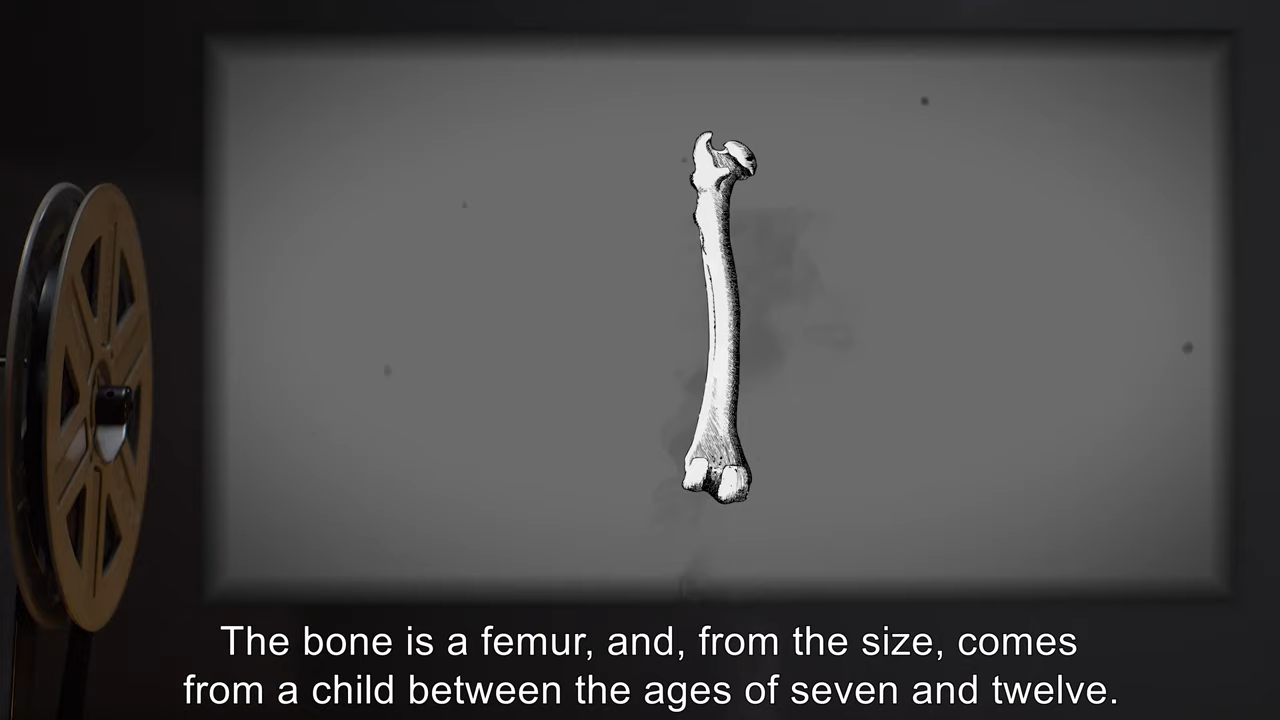 The bone is a femur, and, from the size, comes
from a child between the ages of seven and twelve.